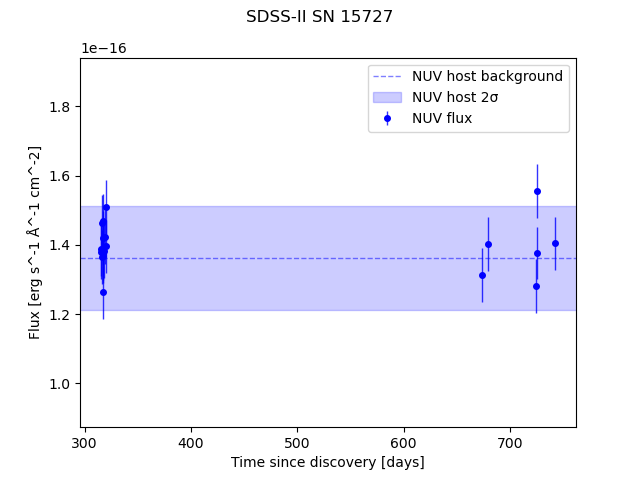 SDSS-II SN 15727
1e−16
NUV host background
NUV host 2σ
NUV flux
1.8
1.6
1.4
1.2
1.0
Flux [erg s^-1 Å^-1 cm^-2]
300 400 500 600 700
Time since discovery [days]